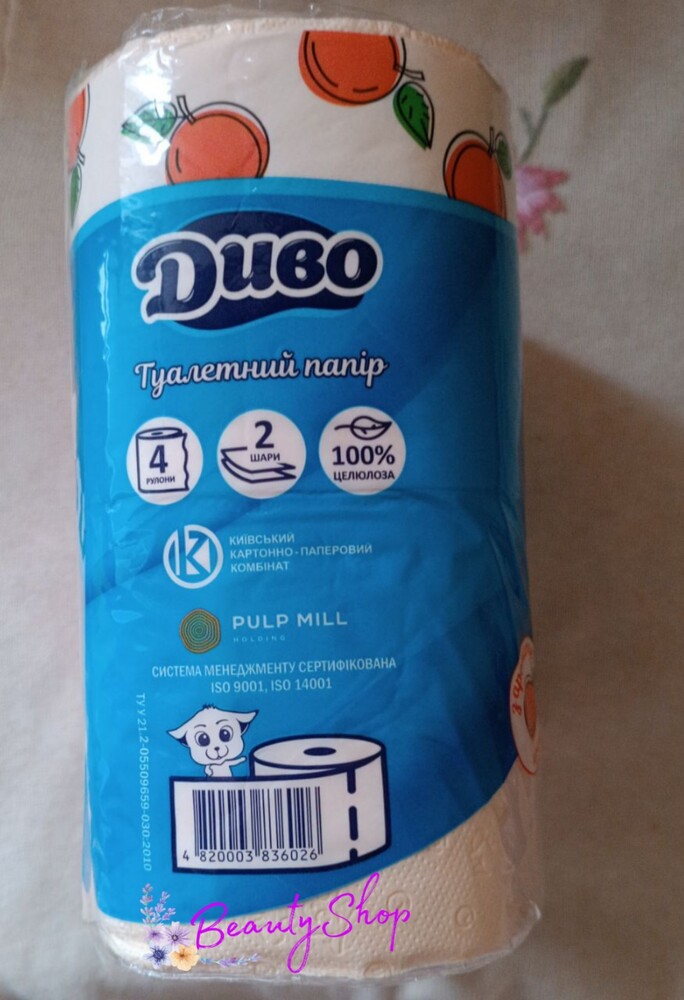 Диво
Туалетний папір
4
РУЛОНИ
2
ШАРИ
100%
ЦЕЛЮЛОЗА
КИЇВСЬКИЙ
КАРТОННО-ПАПЕРОВИЙ
КОМБІНАТ
PULP MILL
HOLDING
СИСТЕМА МЕНЕДЖМЕНТУ СЕРТИФІКОВАНА
ISO 9001, ISO 14001
ТУ У 21.2-05509659-030:2010
4 820003 836026
BeautyShop